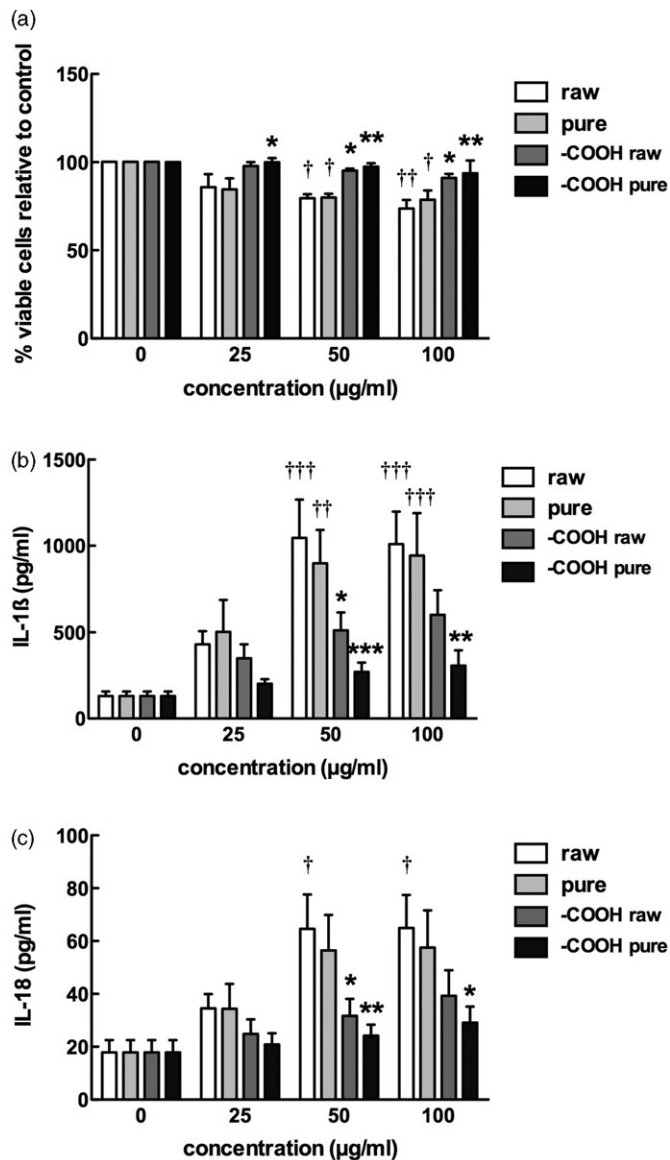 (a)
% viable cells relative to control
150
100
50
0
† † * **
†† † * **
*
0 25 50 100
concentration (µg/ml)
raw
pure
-COOH raw
-COOH pure
(b)
IL-1ß (pg/ml)
1500
1000
500
0
††† †† * ***
††† ††† **
0 25 50 100
concentration (µg/ml)
raw
pure
-COOH raw
-COOH pure
(c)
IL-18 (pg/ml)
100
80
60
40
20
0
† * **
† *
0 25 50 100
concentration (µg/ml)
raw
pure
-COOH raw
-COOH pure